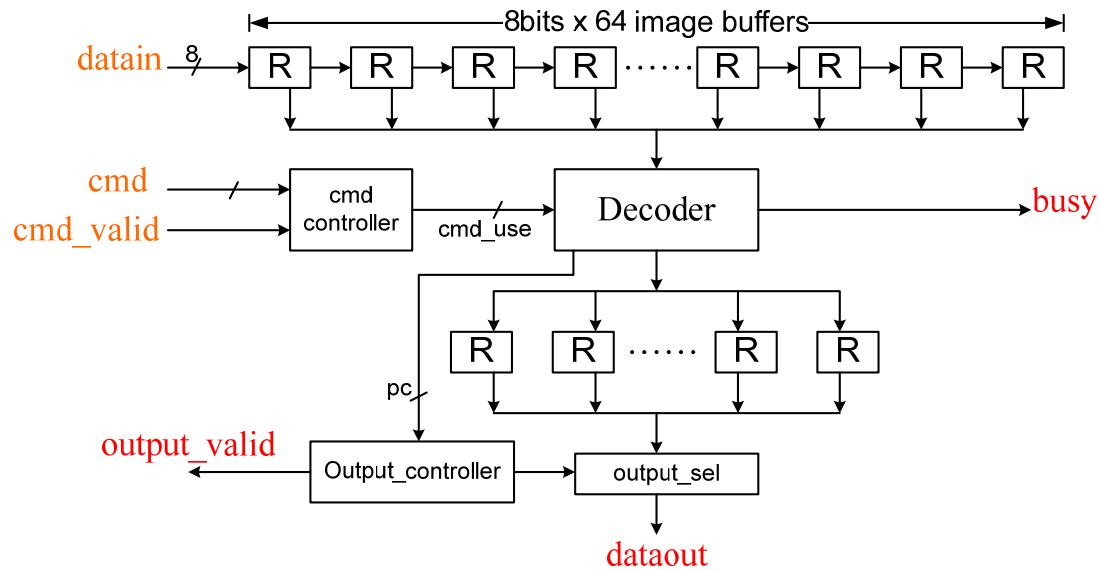 8bits x 64 image buffers
datain 8 R R R R ...... R R R R
cmd
cmd_valid
cmd
controller
cmd_use
Decoder
busy
R R ...... R R
pc
output_valid
Output_controller
output_sel
dataout